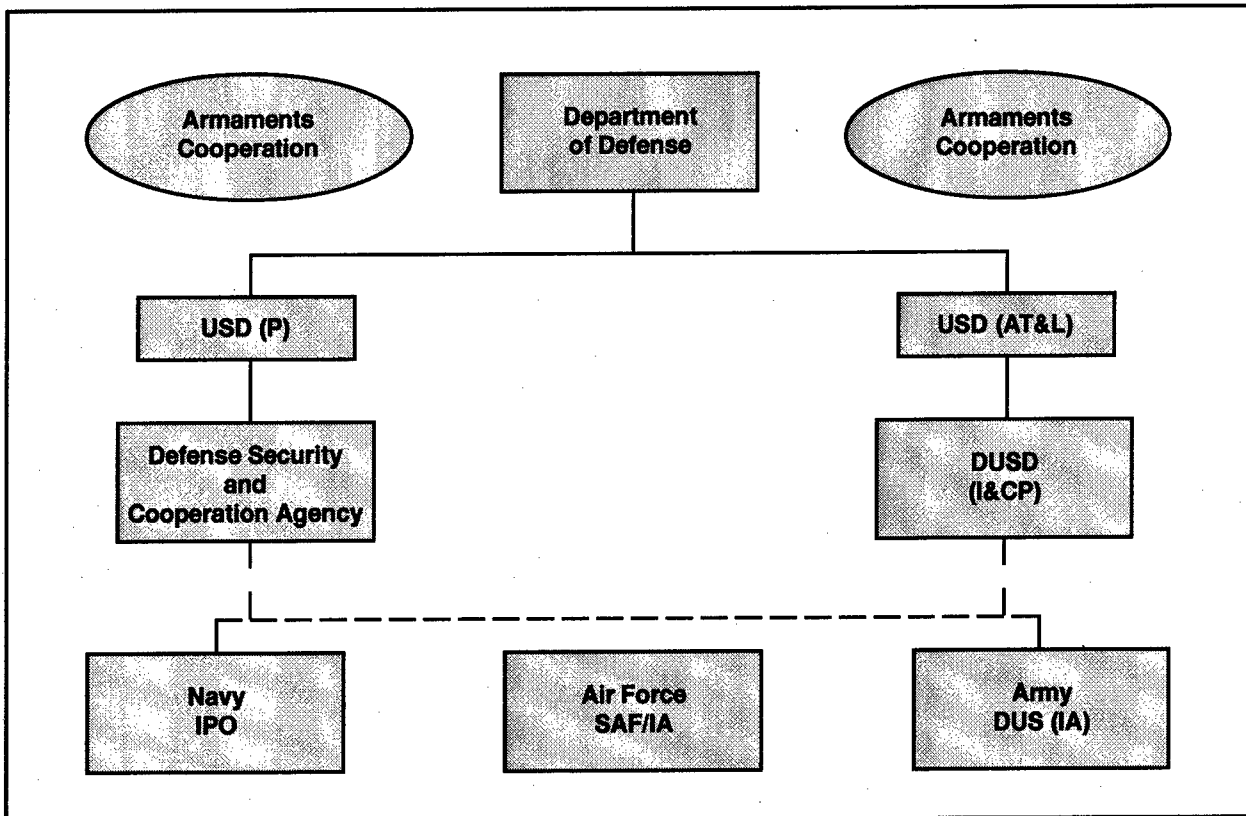 Armaments
Cooperation
Department
of Defense
Armaments
Cooperation
USD (P)
USD (AT&L)
Defense Security
and
Cooperation Agency
DUSD
(I&CP)
Navy
IPO
Air Force
SAF/IA
Army
DUS (IA)